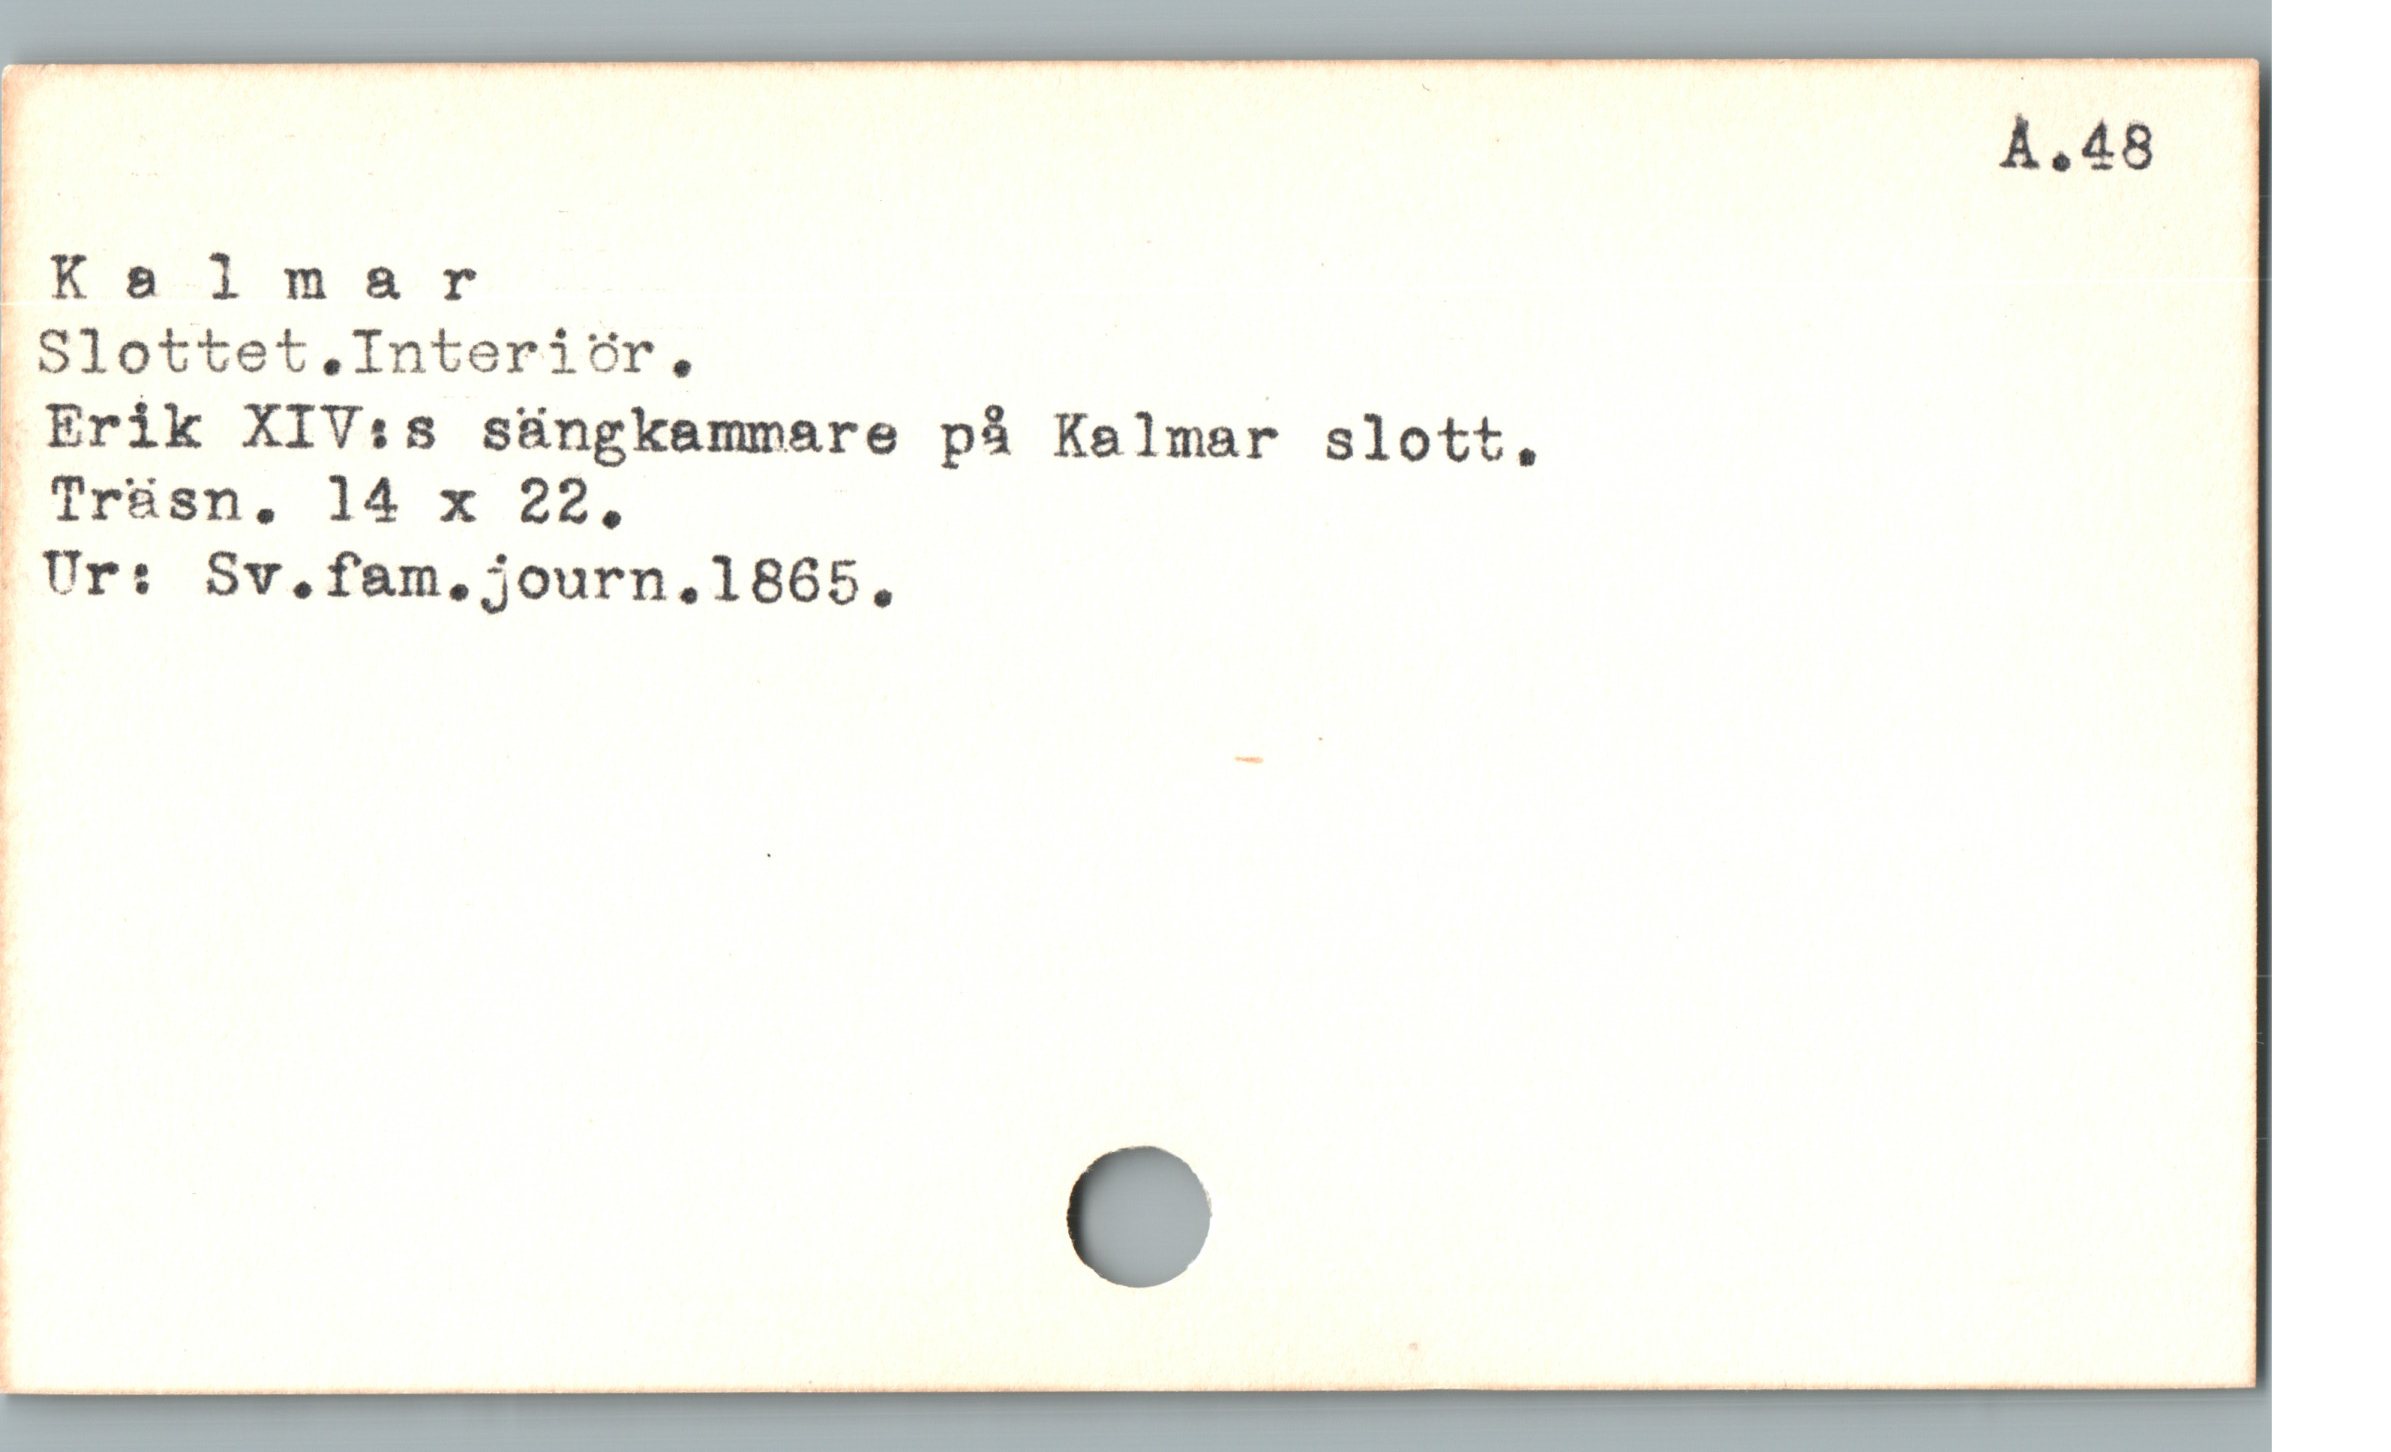 A.48
K a l m a r
Slottet.Interiör.
Erik XIV:s sängkammare på Kalmar slott.
Träsn. 14 x 22.
Ur: Sv.fam.journ.1865.